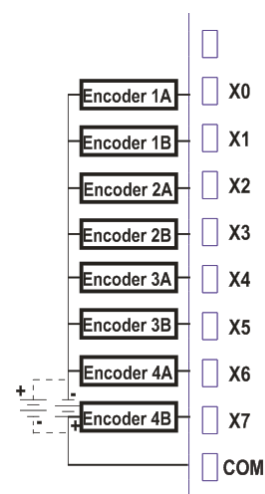 Encoder 1A X0
Encoder 1B X1
Encoder 2A X2
Encoder 2B X3
Encoder 3A X4
Encoder 3B X5
Encoder 4A X6
+ -
- + Encoder 4B X7
COM